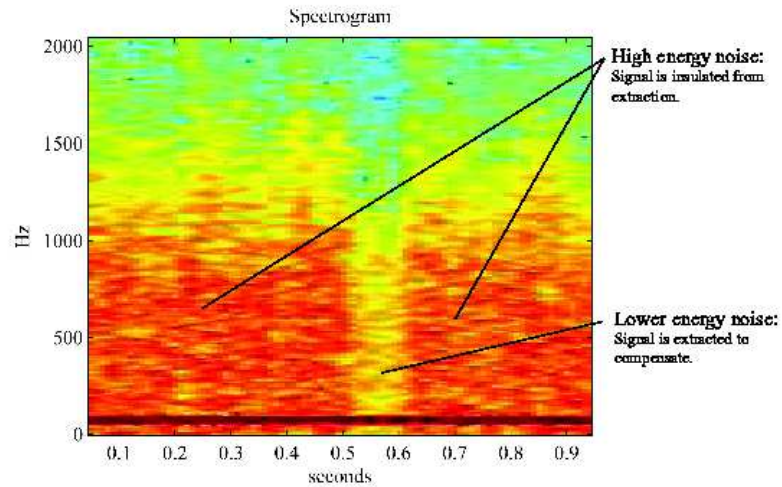 Spectrogram
2000
1500
1000
500
0
Hz
0.1 0.2 0.3 0.4 0.5 0.6 0.7 0.8 0.9
seconds
High energy noise:
Signal is insulated from
extraction.
Lower energy noise:
Signal is extracted to
compensate.